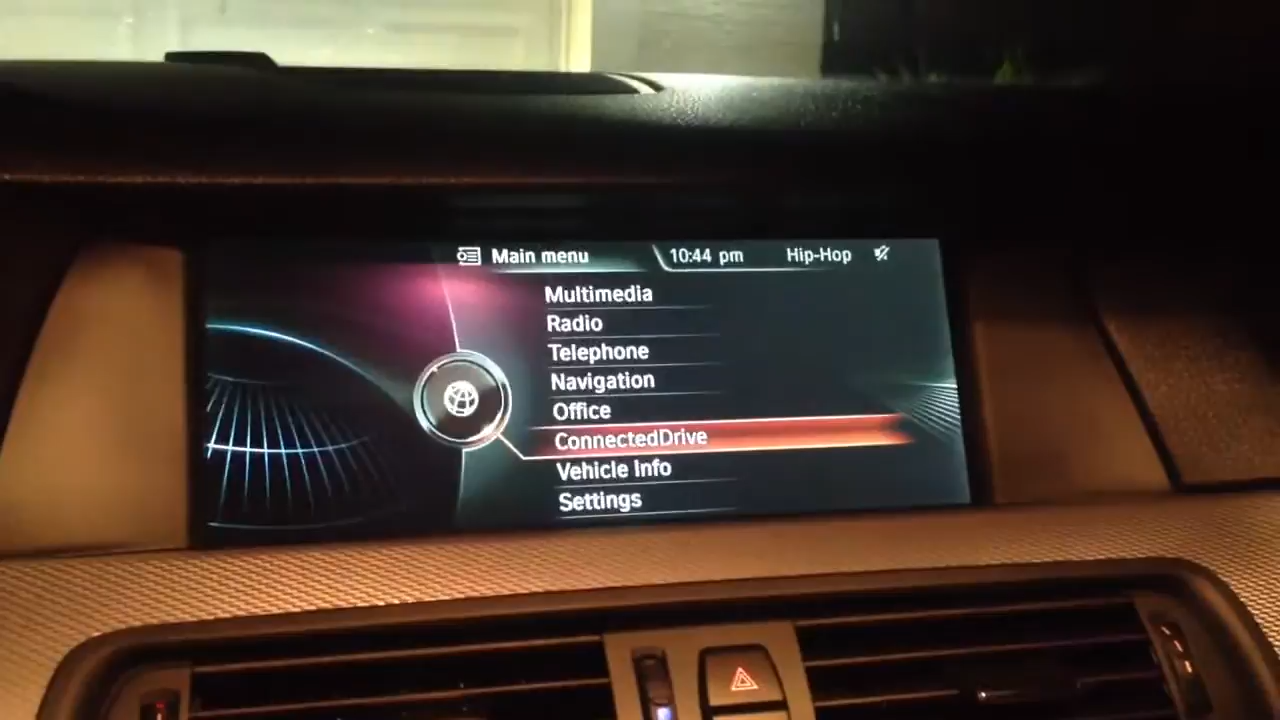 Main menu 10:44 pm Hip-Hop
Multimedia
Radio
Telephone
Navigation
Office
ConnectedDrive
Vehicle Info
Settings